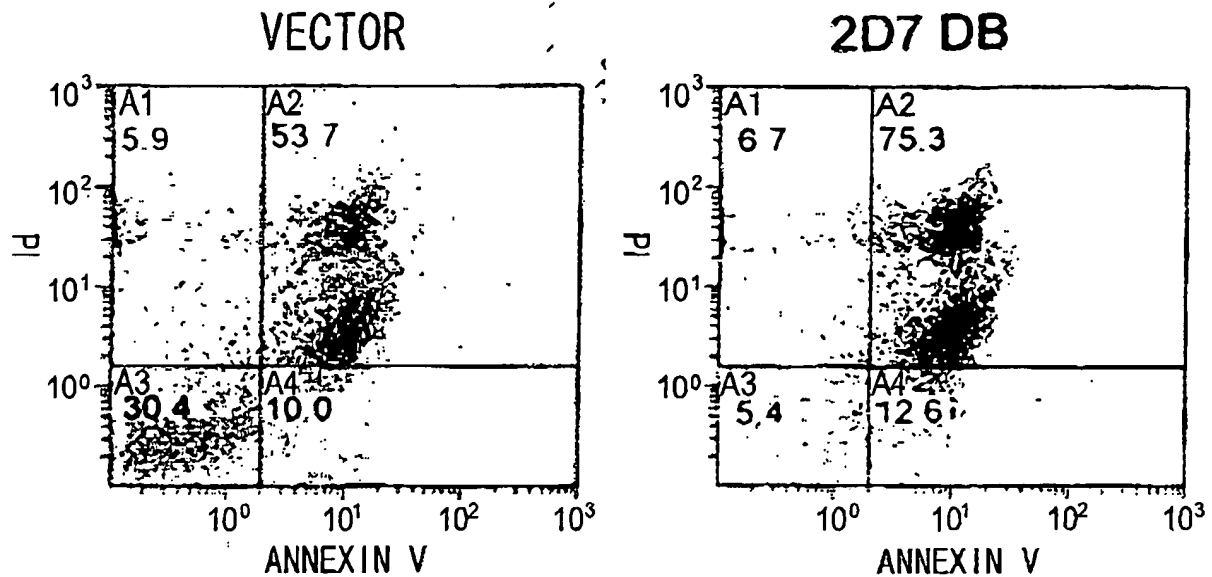 VECTOR
10³
A1
5.9
A2
53 7
10²
PI
10¹
10⁰
A3
30,4
A4
10.0
10⁰ 10¹ 10² 10³
ANNEXIN V
2D7 DB
10³
A1
6 7
A2
75.3
10²
PI
10¹
10⁰
A3
5,4
A4
12 6
10⁰ 10¹ 10² 10³
ANNEXIN V